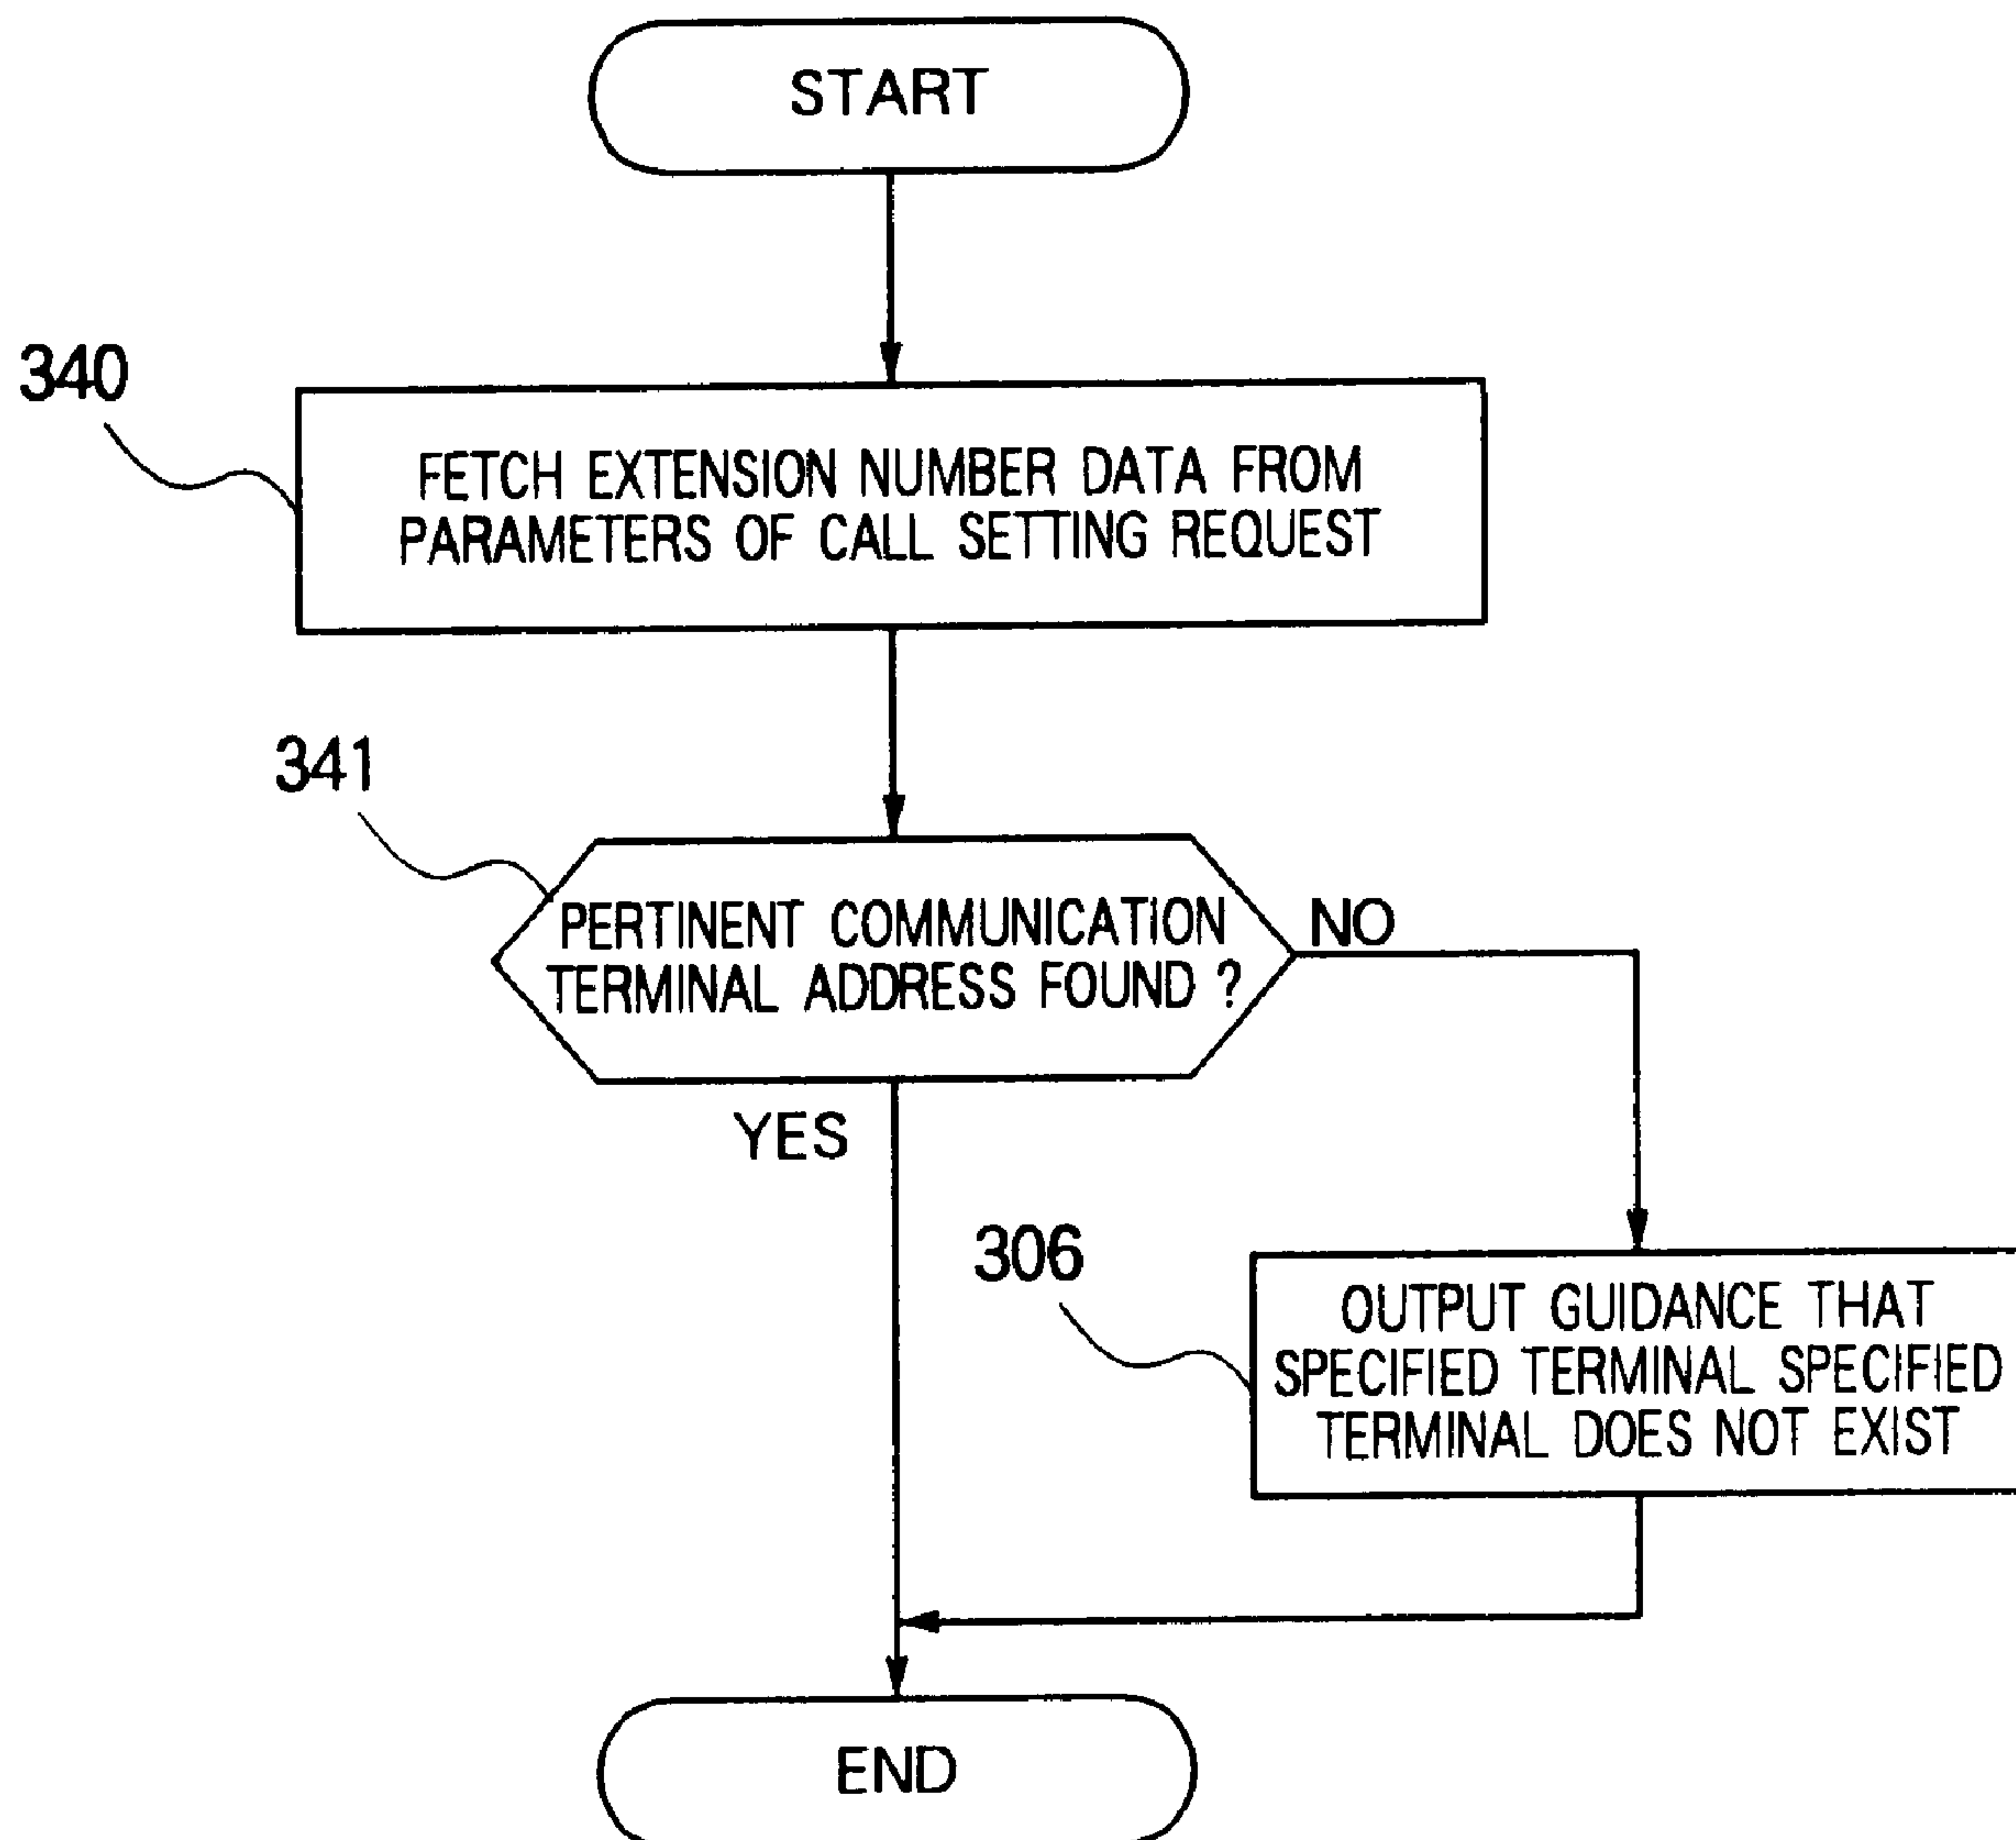 START
340
FETCH EXTENSION NUMBER DATA FROM
PARAMETERS OF CALL SETTING REQUEST
341
PERTINENT COMMUNICATION
TERMINAL ADDRESS FOUND ?
NO
YES
306
OUTPUT GUIDANCE THAT
SPECIFIED TERMINAL SPECIFIED
TERMINAL DOES NOT EXIST
END